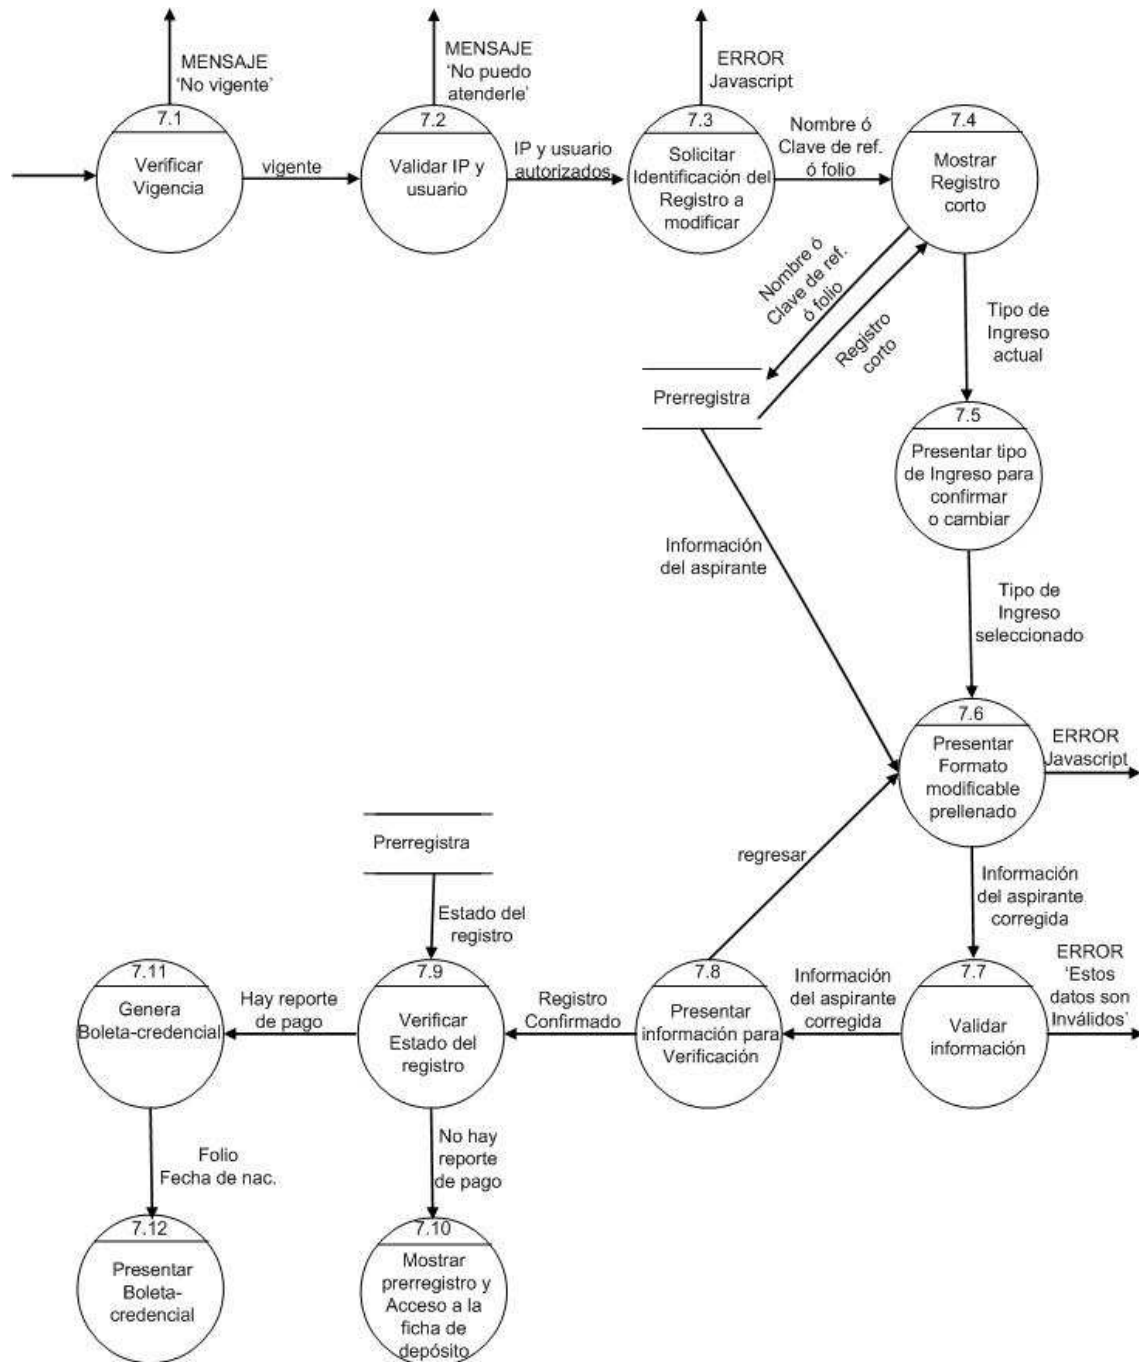 MENSAJE
'No vigente'
MENSAJE
'No puedo
atenderle'
ERROR
Javascript
7.1
Verificar
Vigencia
vigente
7.2
Validar IP y
usuario
IP y usuario
autorizados
7.3
Solicitar
Identificación del
Registro a
modificar
Nombre ó
Clave de ref.
ó folio
7.4
Mostrar
Registro
corto
Nombre ó
Clave de ref.
ó folio
Registro
corto
Tipo de
Ingreso
actual
Prerregistra
7.5
Presentar tipo
de Ingreso para
confirmar
o cambiar
Información
del aspirante
Tipo de
Ingreso
seleccionado
7.6
Presentar
Formato
modificable
prellenado
ERROR
Javascript
Prerregistra
regresar
Información
del aspirante
corregida
Estado del
registro
7.11
Genera
Boleta-credencial
Hay reporte
de pago
7.9
Verificar
Estado del
registro
Registro
Confirmado
7.8
Presentar
información para
Verificación
Información
del aspirante
corregida
7.7
Validar
información
ERROR
'Estos
datos son
Inválidos'
Folio
Fecha de nac.
No hay
reporte
de pago
7.12
Presentar
Boleta-
credencial
7.10
Mostrar
prerregistro y
Acceso a la
ficha de
depósito